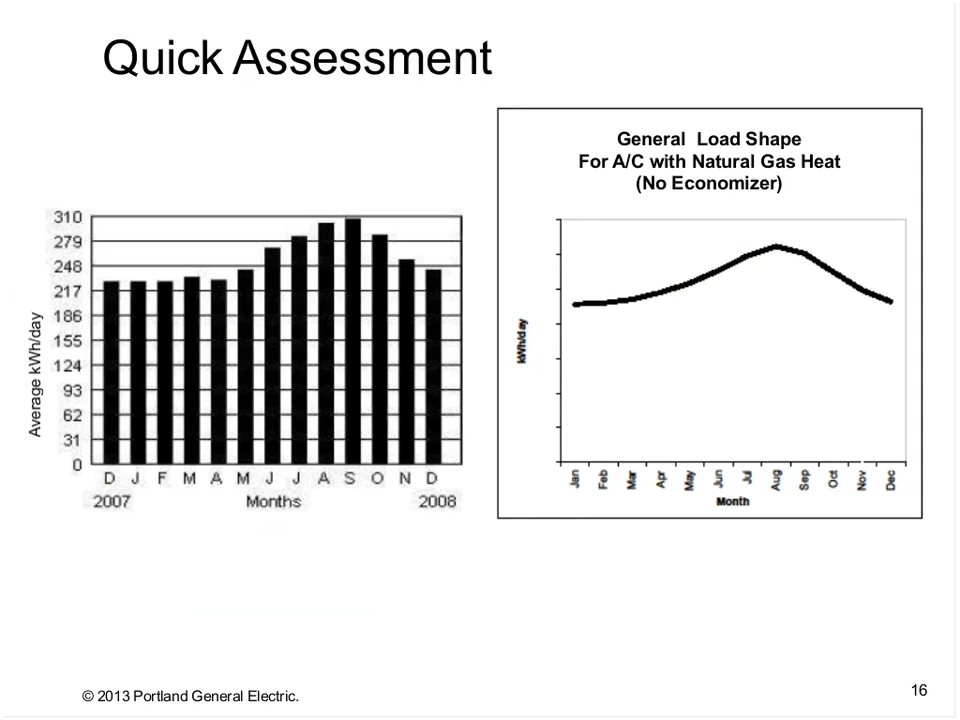 Quick Assessment
General Load Shape
For A/C with Natural Gas Heat
(No Economizer)
310
279
248
217
186
155
124
93
62
31
0
Average kWh/day
D J F M A M J J A S O N D
2007 Months 2008
kWh/day
Jan Feb Mar Apr May Jun Jul Aug Sep Oct Nov Dec
Month
© 2013 Portland General Electric.
16